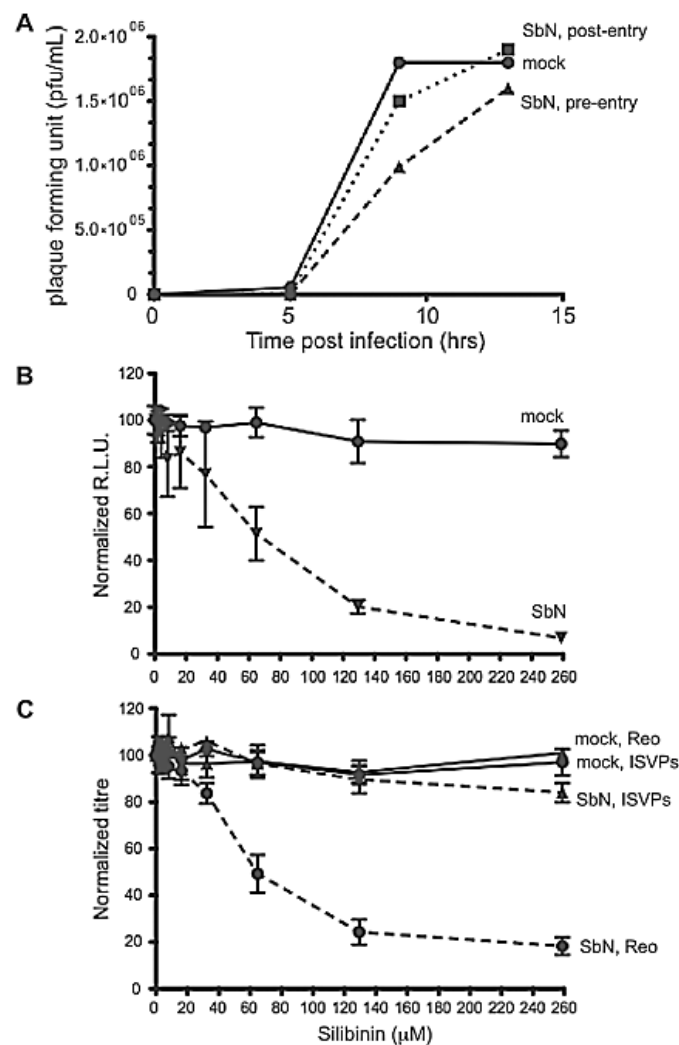 A
plaque forming unit (pfu/mL)
2.0×10⁰⁶
1.5×10⁰⁶
1.0×10⁰⁶
5.0×10⁰⁵
0
SbN, post-entry
mock
SbN, pre-entry
0 5 10 15
Time post infection (hrs)
B
Normalized R.L.U.
120
100
80
60
40
20
0
mock
SbN
0 20 40 60 80 100 120 140 160 180 200 220 240 260
C
Normalized titre
120
100
80
60
40
20
0
mock, Reo
mock, ISVPs
SbN, ISVPs
SbN, Reo
0 20 40 60 80 100 120 140 160 180 200 220 240 260
Silibinin (µM)